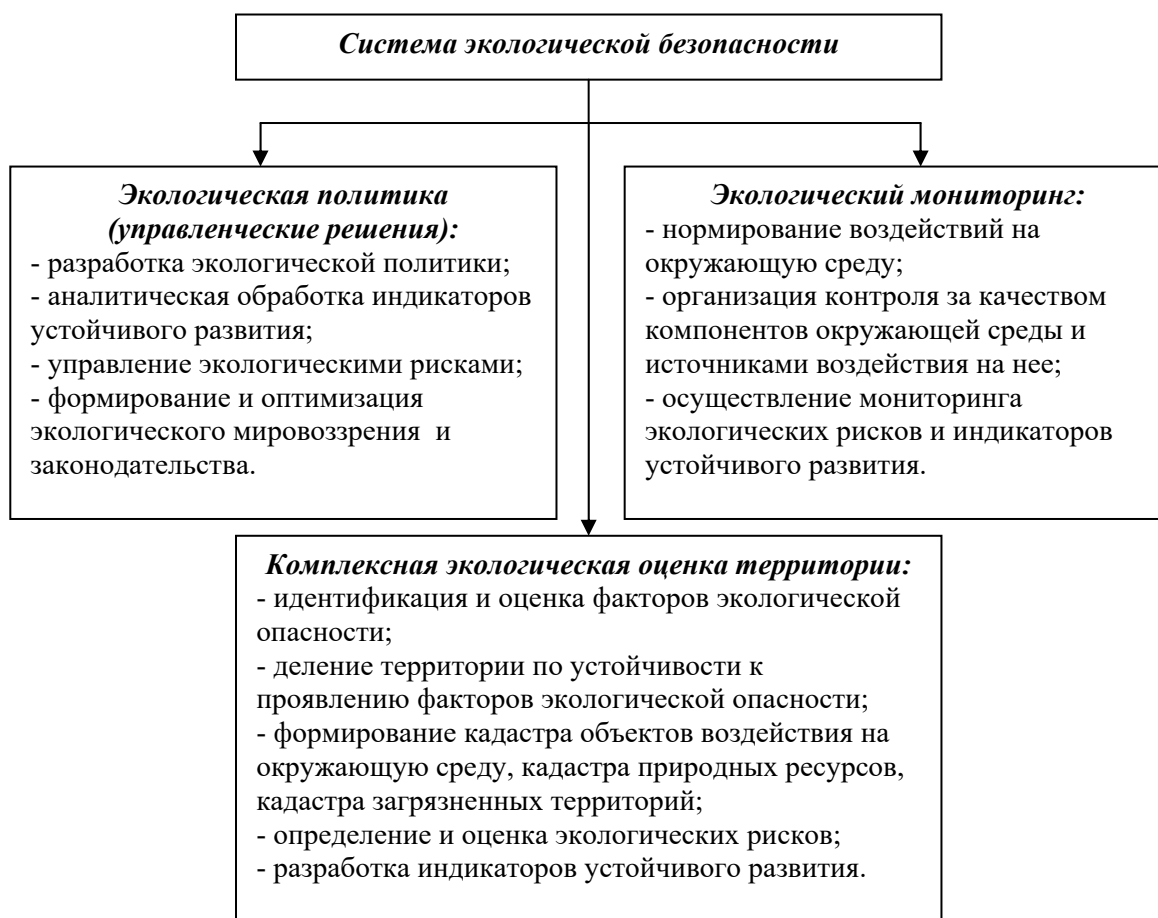 Система экологической безопасности
Экологическая политика
(управленческие решения):
- разработка экологической политики;
- аналитическая обработка индикаторов
устойчивого развития;
- управление экологическими рисками;
- формирование и оптимизация
экологического мировоззрения и
законодательства.
Экологический мониторинг:
- нормирование воздействий на
окружающую среду;
- организация контроля за качеством
компонентов окружающей среды и
источниками воздействия на нее;
- осуществление мониторинга
экологических рисков и индикаторов
устойчивого развития.
Комплексная экологическая оценка территории:
- идентификация и оценка факторов экологической
опасности;
- деление территории по устойчивости к
проявлению факторов экологической опасности;
- формирование кадастра объектов воздействия на
окружающую среду, кадастра природных ресурсов,
кадастра загрязненных территорий;
- определение и оценка экологических рисков;
- разработка индикаторов устойчивого развития.